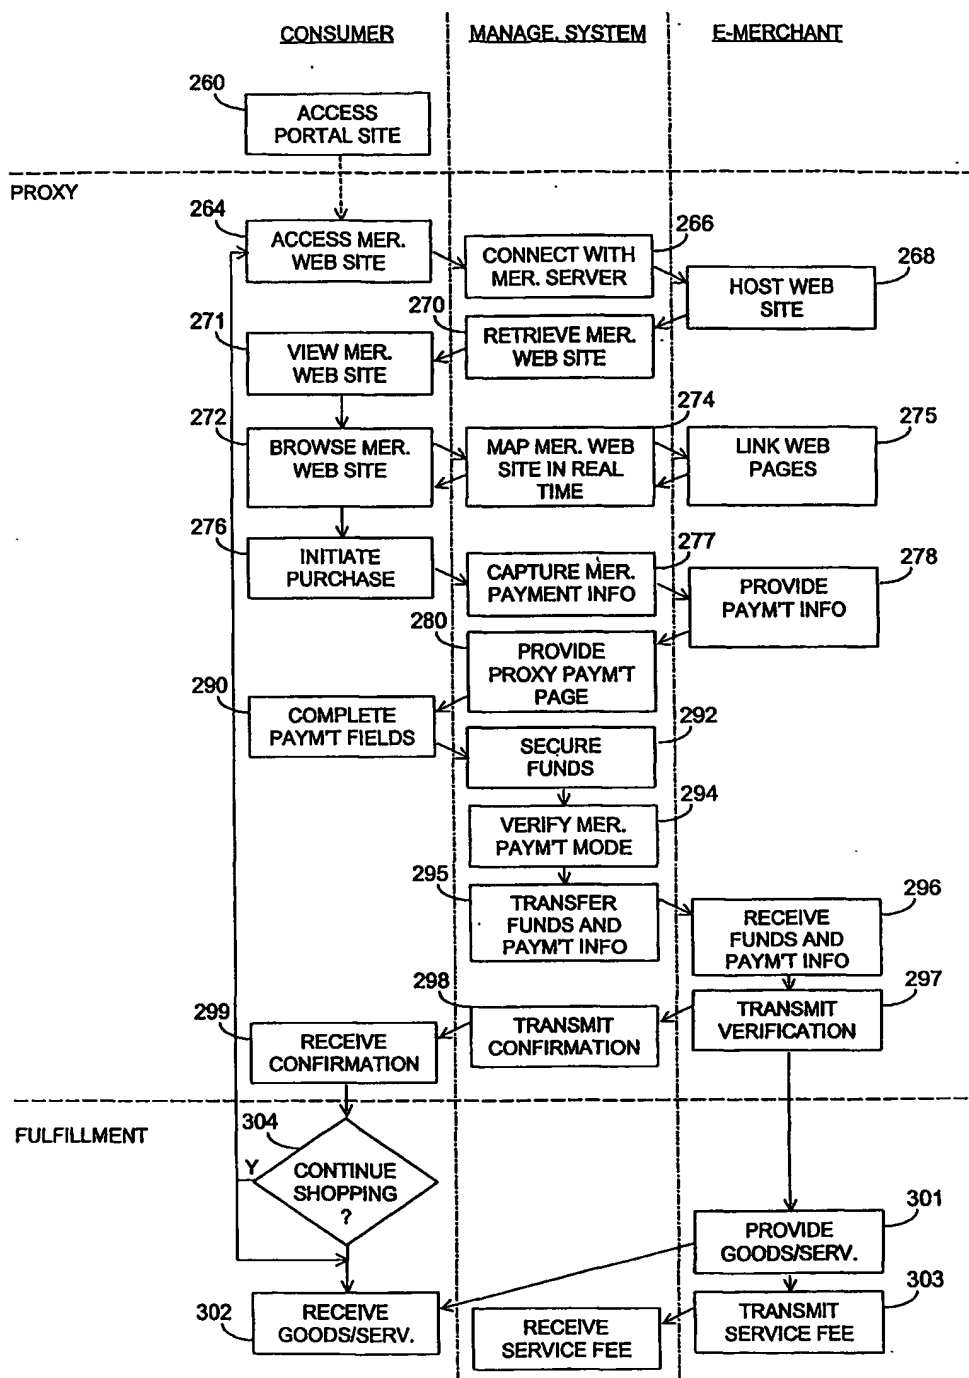 CONSUMER
MANAGE. SYSTEM
E-MERCHANT
260
ACCESS
PORTAL SITE
PROXY
264
ACCESS MER.
WEB SITE
266
CONNECT WITH
MER. SERVER
268
HOST WEB
SITE
270
RETRIEVE MER.
WEB SITE
271
VIEW MER.
WEB SITE
272
BROWSE MER.
WEB SITE
274
MAP MER. WEB
SITE IN REAL
TIME
275
LINK WEB
PAGES
276
INITIATE
PURCHASE
277
CAPTURE MER.
PAYMENT INFO
278
PROVIDE
PAYM'T INFO
280
PROVIDE
PROXY PAYM'T
PAGE
290
COMPLETE
PAYM'T FIELDS
292
SECURE
FUNDS
294
VERIFY MER.
PAYM'T MODE
295
TRANSFER
FUNDS AND
PAYM'T INFO
296
RECEIVE
FUNDS AND
PAYM'T INFO
297
TRANSMIT
VERIFICATION
298
TRANSMIT
CONFIRMATION
299
RECEIVE
CONFIRMATION
FULFILLMENT
304
Y
CONTINUE
SHOPPING
?
301
PROVIDE
GOODS/SERV.
302
RECEIVE
GOODS/SERV.
303
TRANSMIT
SERVICE FEE
RECEIVE
SERVICE FEE